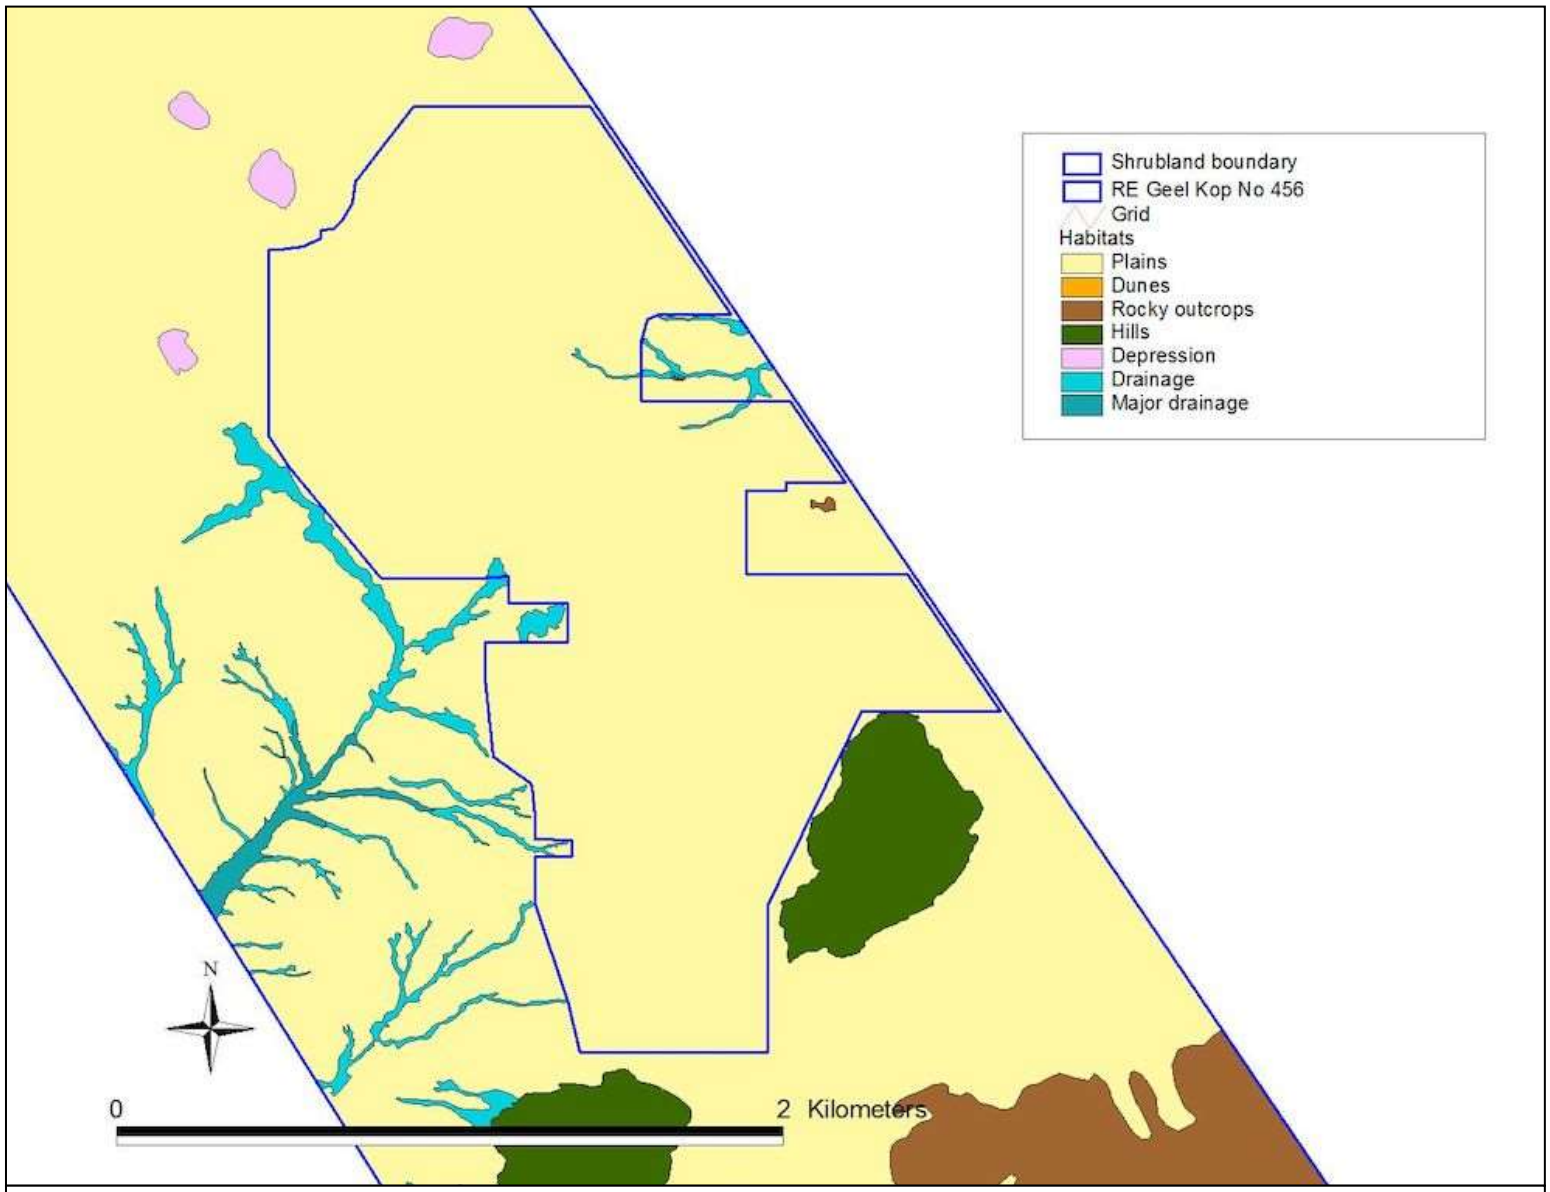 Shrubland boundary
RE Geel Kop No 456
Grid
Habitats
Plains
Dunes
Rocky outcrops
Hills
Depression
Drainage
Major drainage
N
0 2 Kilometers